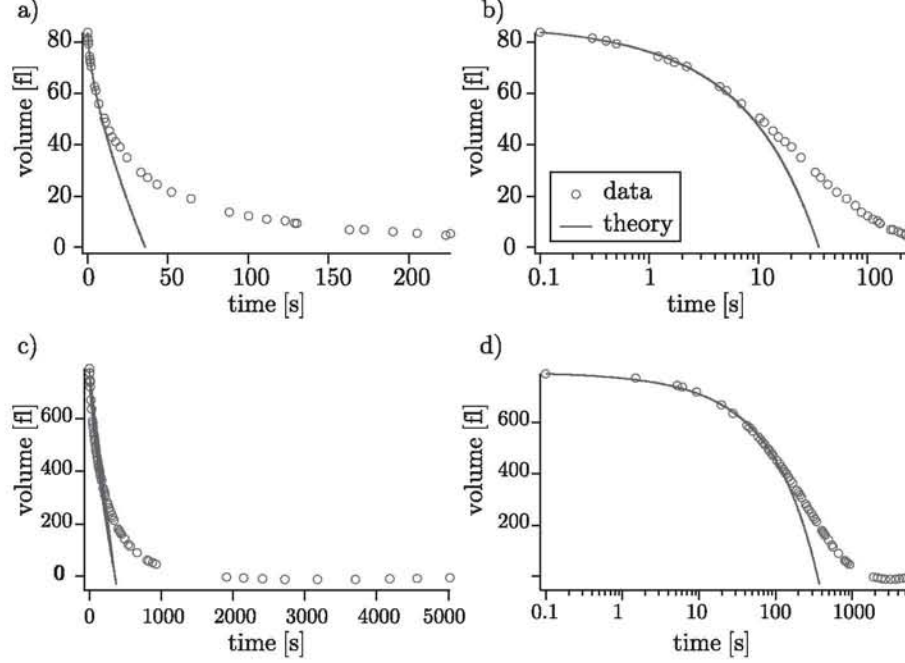 a)
volume [fl]
80
60
40
20
0
0 50 100 150 200
time [s]
b)
volume [fl]
80
60
40
20
0
data
theory
0.1 1 10 100
time [s]
c)
volume [fl]
600
400
200
0
0 1000 2000 3000 4000 5000
time [s]
d)
volume [fl]
600
400
200
0.1 1 10 100 1000
time [s]